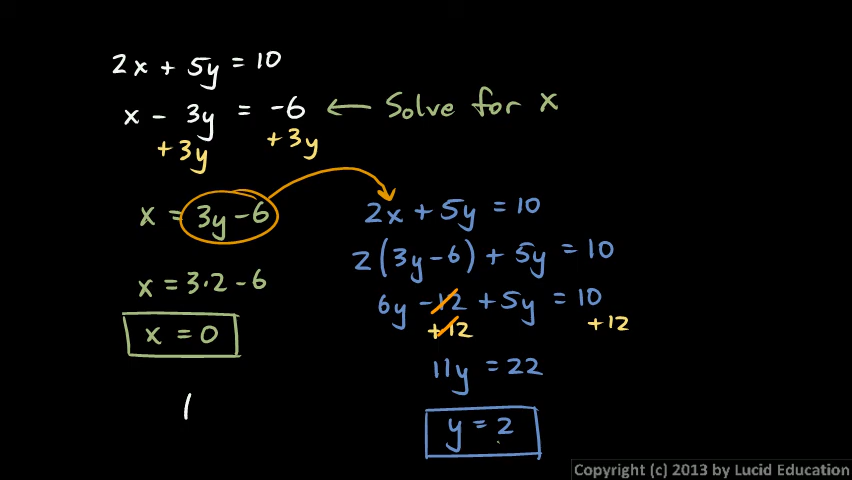 2x + 5y = 10
x - 3y = -6 ← Solve for x
+3y +3y
x = 3y - 6
x = 3·2 - 6
x = 0
(
2x + 5y = 10
2(3y - 6) + 5y = 10
6y - 12 + 5y = 10
+12 +12
11y = 22
y = 2
Copyright (c) 2013 by Lucid Education